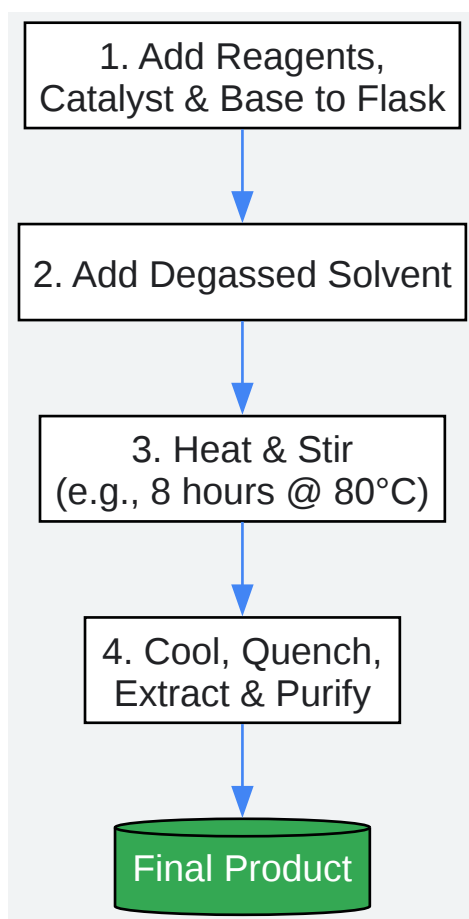 1. Add Reagents,
Catalyst & Base to Flask
2. Add Degassed Solvent
3. Heat & Stir
(e.g., 8 hours @ 80°C)
4. Cool, Quench,
Extract & Purify
Final Product